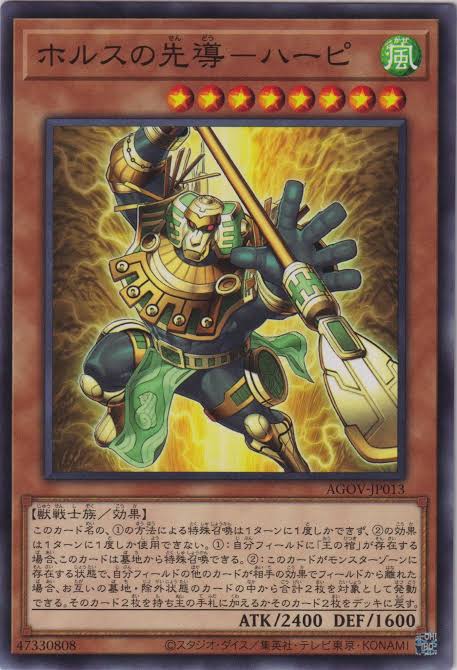 ホルスの先導－ハーピ
風
AGOV-JP013
【獣戦士族／効果】
このカード名の、①の方法による特殊召喚は１ターンに１度しかできず、②の効果
は１ターンに１度しか使用できない。①：自分フィールドに「王の棺」が存在する
場合、このカードは墓地から特殊召喚できる。②：このカードがモンスターゾーンに
存在する状態で、自分フィールドの他のカードが相手の効果でフィールドから離れた
場合、お互いの墓地・除外状態のカードの中から合計２枚を対象として発動
できる。そのカード２枚を持ち主の手札に加えるかそのカード２枚をデッキに戻す。
ATK/2400 DEF/1600
47330808 ©スタジオ・ダイス／集英社・テレビ東京・KONAMI